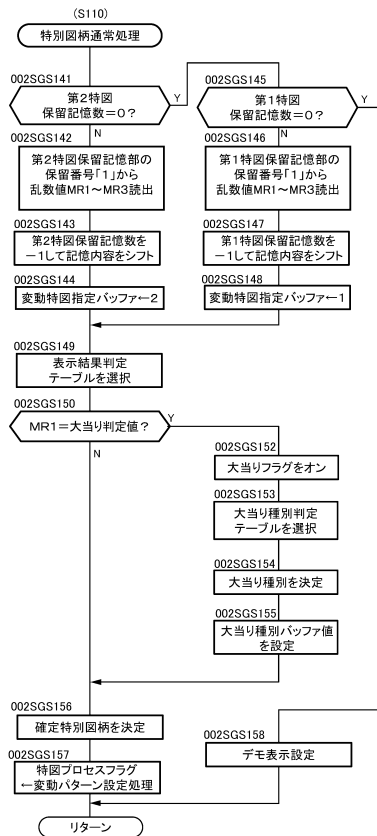 (S110)
特別図柄通常処理
002SGS141
第2特図
保留記憶数=0?
Y
N
002SGS142
第2特図保留記憶部の
保留番号「1」から
乱数値MR1～MR3読出
002SGS143
第2特図保留記憶数を
－1して記憶内容をシフト
002SGS144
変動特図指定バッファ←2
002SGS145
第1特図
保留記憶数=0?
Y
N
002SGS146
第1特図保留記憶部の
保留番号「1」から
乱数値MR1～MR3読出
002SGS147
第1特図保留記憶数を
－1して記憶内容をシフト
002SGS148
変動特図指定バッファ←1
002SGS149
表示結果判定
テーブルを選択
002SGS150
MR1=大当り判定値?
Y
N
002SGS152
大当りフラグをオン
002SGS153
大当り種別判定
テーブルを選択
002SGS154
大当り種別を決定
002SGS155
大当り種別バッファ値
を設定
002SGS156
確定特別図柄を決定
002SGS157
特図プロセスフラグ
←変動パターン設定処理
002SGS158
デモ表示設定
リターン